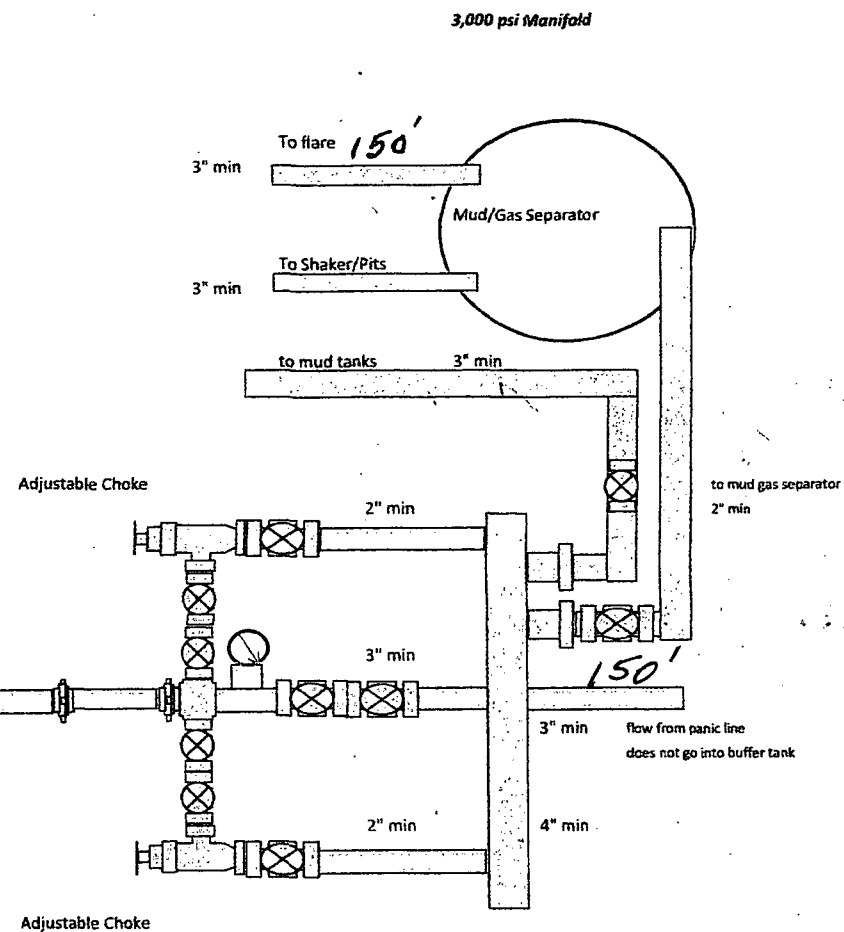 3,000 psi Manifold
To flare 150'
3" min
Mud/Gas Separator
To Shaker/Pits
3" min
to mud tanks 3" min
Adjustable Choke
to mud gas separator
2" min
2" min
3" min
150'
3" min
flow from panic line
does not go into buffer tank
2" min
4" min
Adjustable Choke